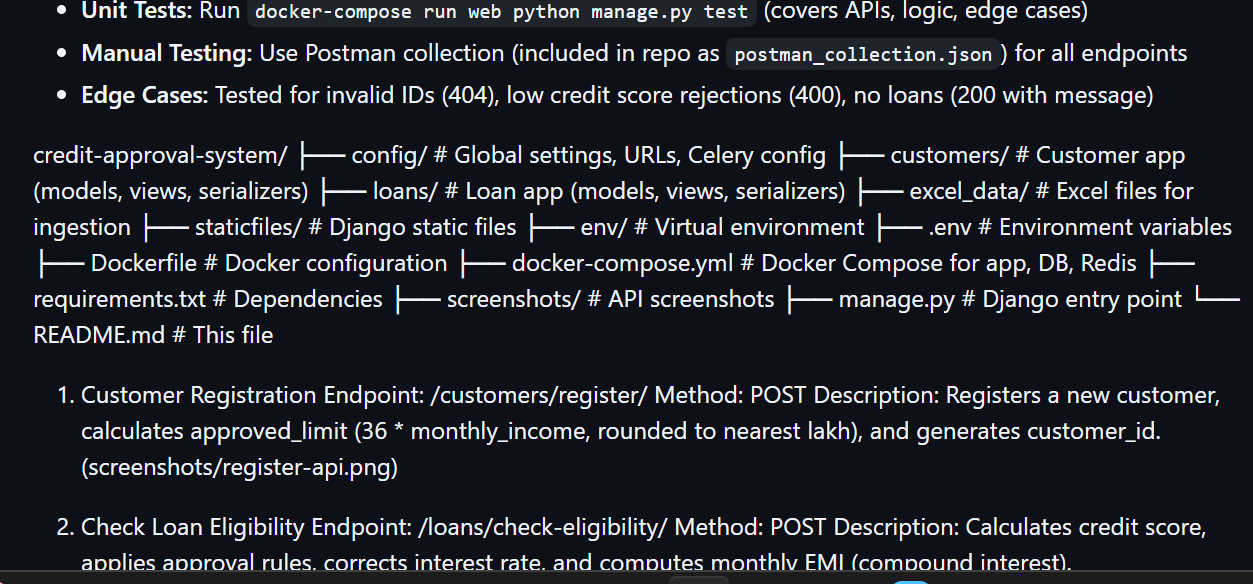 • Unit Tests: Run docker-compose run web python manage.py test (covers APIs, logic, edge cases)
• Manual Testing: Use Postman collection (included in repo as postman_collection.json) for all endpoints
• Edge Cases: Tested for invalid IDs (404), low credit score rejections (400), no loans (200 with message)
credit-approval-system/ ├── config/ # Global settings, URLs, Celery config ├── customers/ # Customer app
(models, views, serializers) ├── loans/ # Loan app (models, views, serializers) ├── excel_data/ # Excel files for
ingestion ├── staticfiles/ # Django static files ├── env/ # Virtual environment ├── .env # Environment variables
├── Dockerfile # Docker configuration ├── docker-compose.yml # Docker Compose for app, DB, Redis ├──
requirements.txt # Dependencies ├── screenshots/ # API screenshots ├── manage.py # Django entry point └──
README.md # This file
1. Customer Registration Endpoint: /customers/register/ Method: POST Description: Registers a new customer,
calculates approved_limit (36 * monthly_income, rounded to nearest lakh), and generates customer_id.
(screenshots/register-api.png)
2. Check Loan Eligibility Endpoint: /loans/check-eligibility/ Method: POST Description: Calculates credit score,
applies approval rules, corrects interest rate, and computes monthly EMI (compound interest).